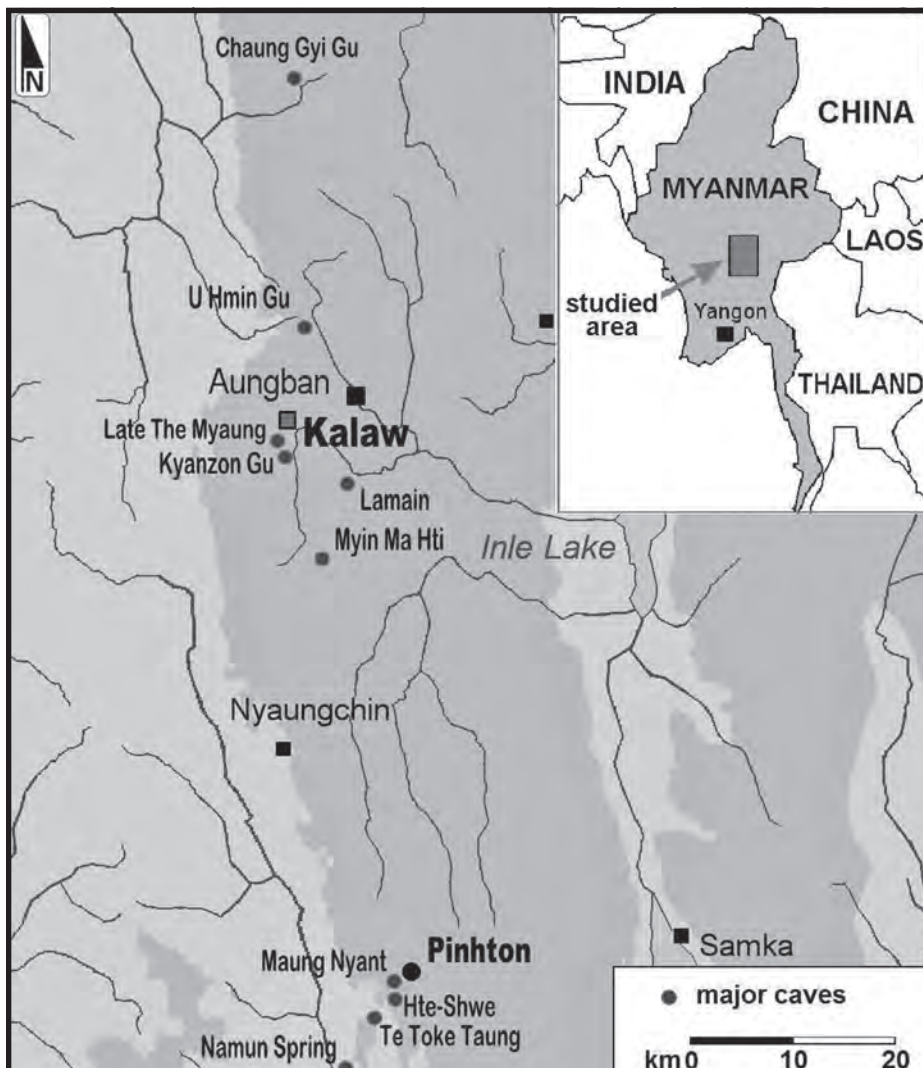 N
Chaung Gyi Gu
U Hmin Gu
Aungban
Late The Myaung
Kalaw
Kyanzon Gu
Lamain
Myin Ma Hti
Inle Lake
Nyaungchin
Pinhton
Maung Nyant
Hte-Shwe
Te Toke Taung
Namun Spring
Samka
INDIA
CHINA
MYANMAR
LAOS
studied
area
Yangon
THAILAND
major caves
km 0 10 20